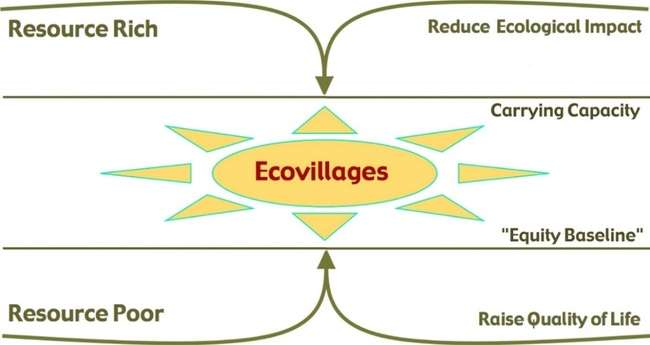 Resource Rich
Reduce Ecological Impact
Carrying Capacity
Ecovillages
"Equity Baseline"
Resource Poor
Raise Quality of Life